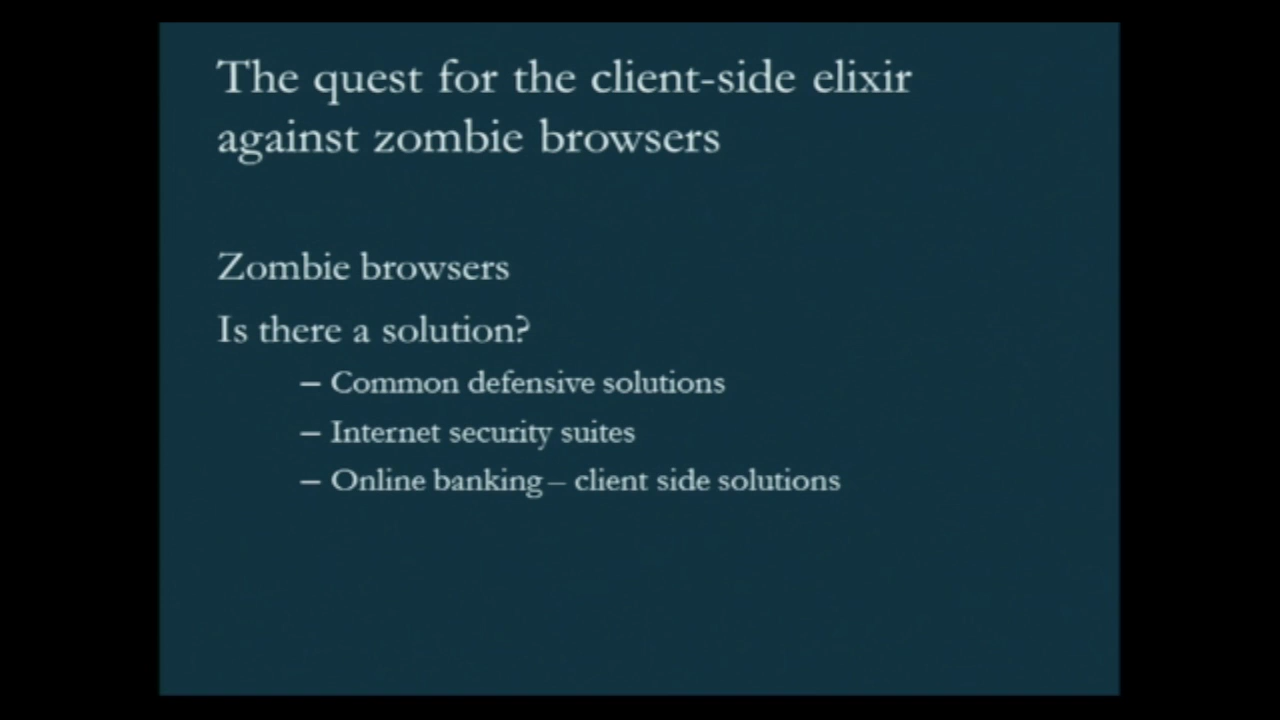 The quest for the client-side elixir
against zombie browsers
Zombie browsers
Is there a solution?
– Common defensive solutions
– Internet security suites
– Online banking – client side solutions